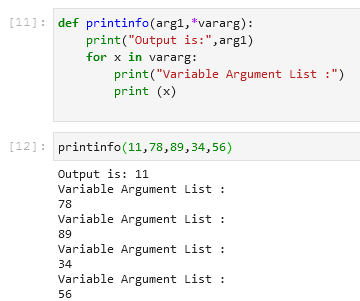 [11]: def printinfo(arg1,*vararg):
    print("Output is:",arg1)
    for x in vararg:
        print("Variable Argument List :")
        print (x)
[12]: printinfo(11,78,89,34,56)
Output is: 11
Variable Argument List :
78
Variable Argument List :
89
Variable Argument List :
34
Variable Argument List :
56